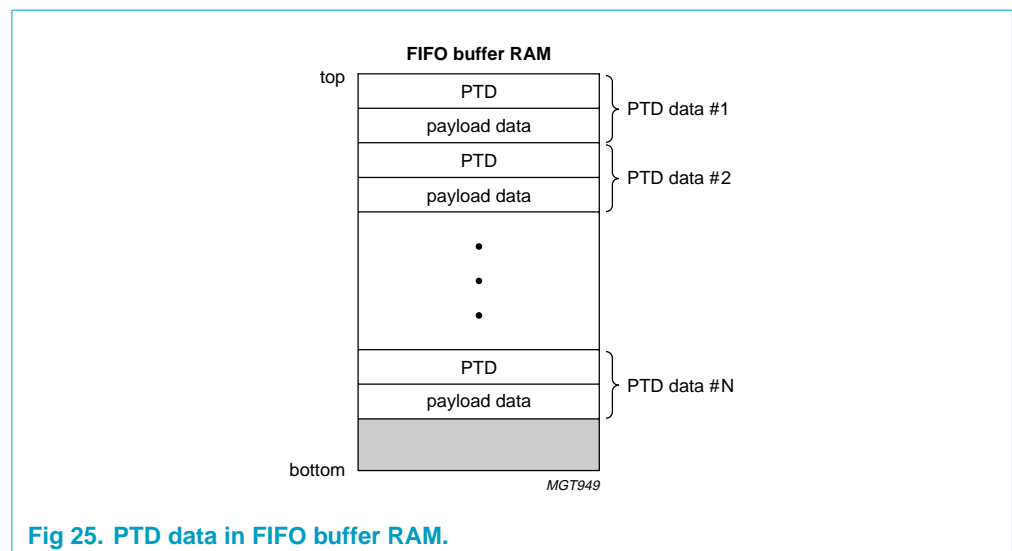 FIFO buffer RAM
top
PTD
payload data
PTD data #1
PTD
payload data
PTD data #2
PTD
payload data
PTD data #N
bottom
MGT949
Fig 25. PTD data in FIFO buffer RAM.